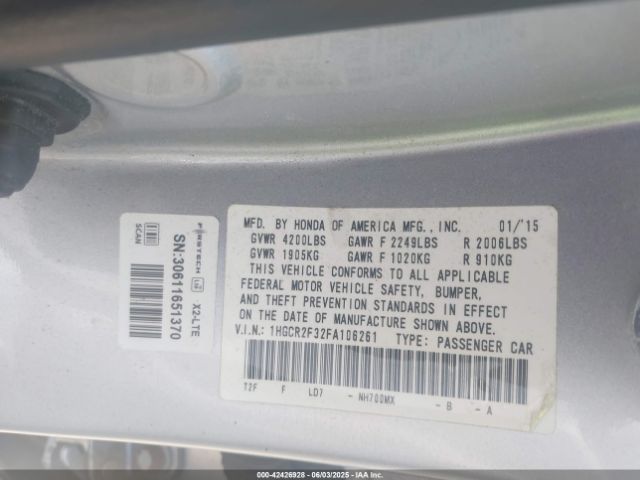 MFD. BY HONDA OF AMERICA MFG., INC. 01/'15
GVWR 4200LBS GAWR F 2249LBS R 2006LBS
GVWR 1905KG GAWR F 1020KG R 910KG
THIS VEHICLE CONFORMS TO ALL APPLICABLE
FEDERAL MOTOR VEHICLE SAFETY, BUMPER,
AND THEFT PREVENTION STANDARDS IN EFFECT
ON THE DATE OF MANUFACTURE SHOWN ABOVE.
V.I.N.: 1HGCR2F32FA106261 TYPE: PASSENGER CAR
T2F F LD7 - NH700MX - B - A
FIRSTECH X2-LTE
SN:30611651370
SCAN
000-42426928 - 06/03/2025 - IAA Inc.